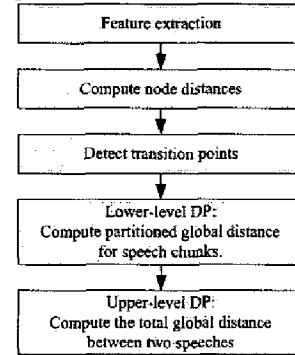 Feature extraction
Compute node distances
Detect transition points
Lower-level DP:
Compute partitioned global distance
for speech chunks.
Upper-level DP:
Compute the total global distance
between two speeches